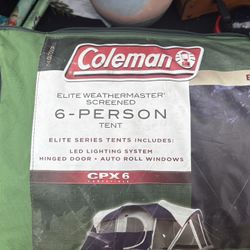 Coleman
ELITE WEATHERMASTER
SCREENED
6-PERSON
TENT
ELITE SERIES TENTS INCLUDES:
LED LIGHTING SYSTEM
HINGED DOOR • AUTO ROLL WINDOWS
CPX 6